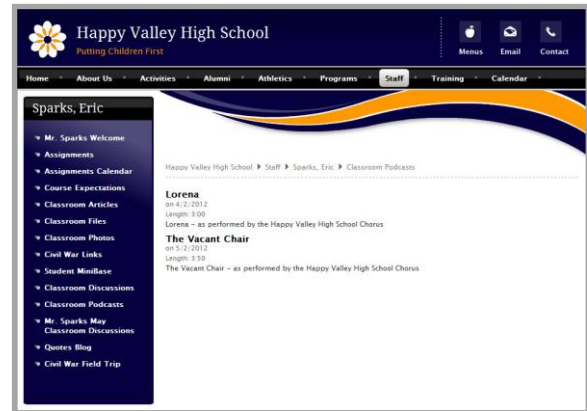 Happy Valley High School
Putting Children First
Menus
Email
Contact
Home About Us Activities Alumni Athletics Programs Staff Training Calendar
Sparks, Eric
Mr. Sparks Welcome
Assignments
Assignments Calendar
Course Expectations
Classroom Articles
Classroom Files
Classroom Photos
Civil War Links
Student MiniBase
Classroom Discussions
Classroom Podcasts
Mr. Sparks May
Classroom Discussions
Quotes Blog
Civil War Field Trip
Happy Valley High School Staff Sparks, Eric Classroom Podcasts
Lorena
on 4/2/2012
Length: 3:00
Lorena – as performed by the Happy Valley High School Chorus
The Vacant Chair
on 5/2/2012
Length: 3:50
The Vacant Chair – as performed by the Happy Valley High School Chorus